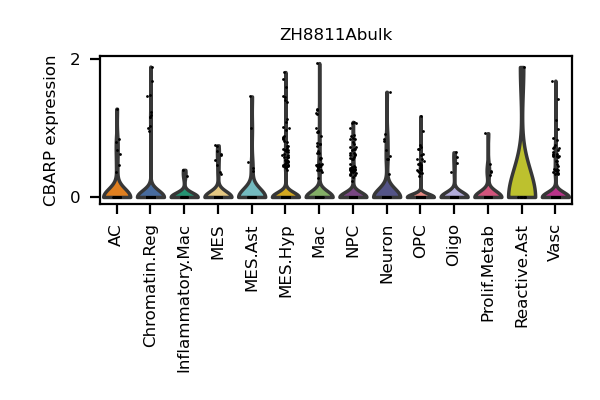 ZH8811Abulk
CBARP expression
2
0
AC
Chromatin.Reg
Inflammatory.Mac
MES
MES.Ast
MES.Hyp
Mac
NPC
Neuron
OPC
Oligo
Prolif.Metab
Reactive.Ast
Vasc